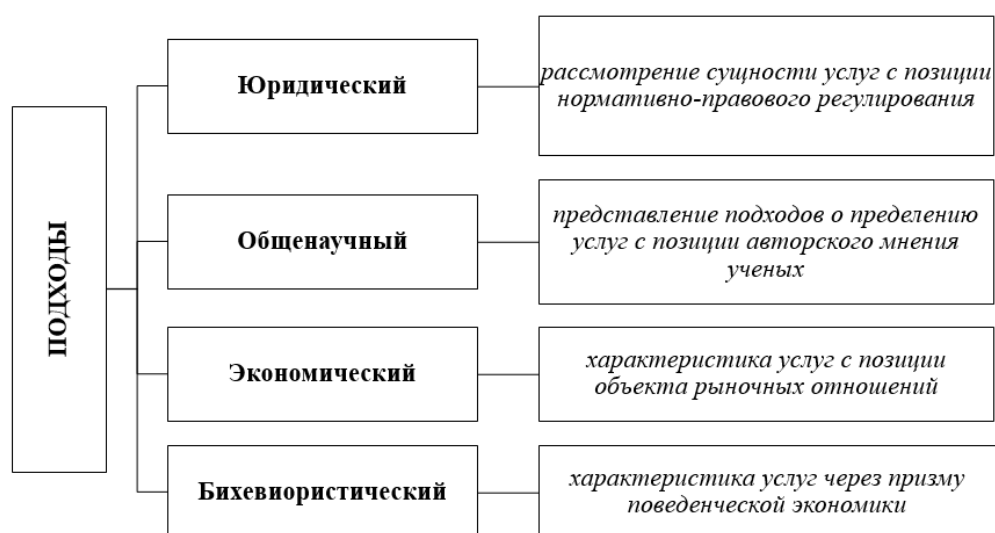 ПОДХОДЫ
Юридический
рассмотрение сущности услуг с позиции
нормативно-правового регулирования
Общенаучный
представление подходов о пределению
услуг с позиции авторского мнения
ученых
Экономический
характеристика услуг с позиции
объекта рыночных отношений
Бихевиористический
характеристика услуг через призму
поведенческой экономики